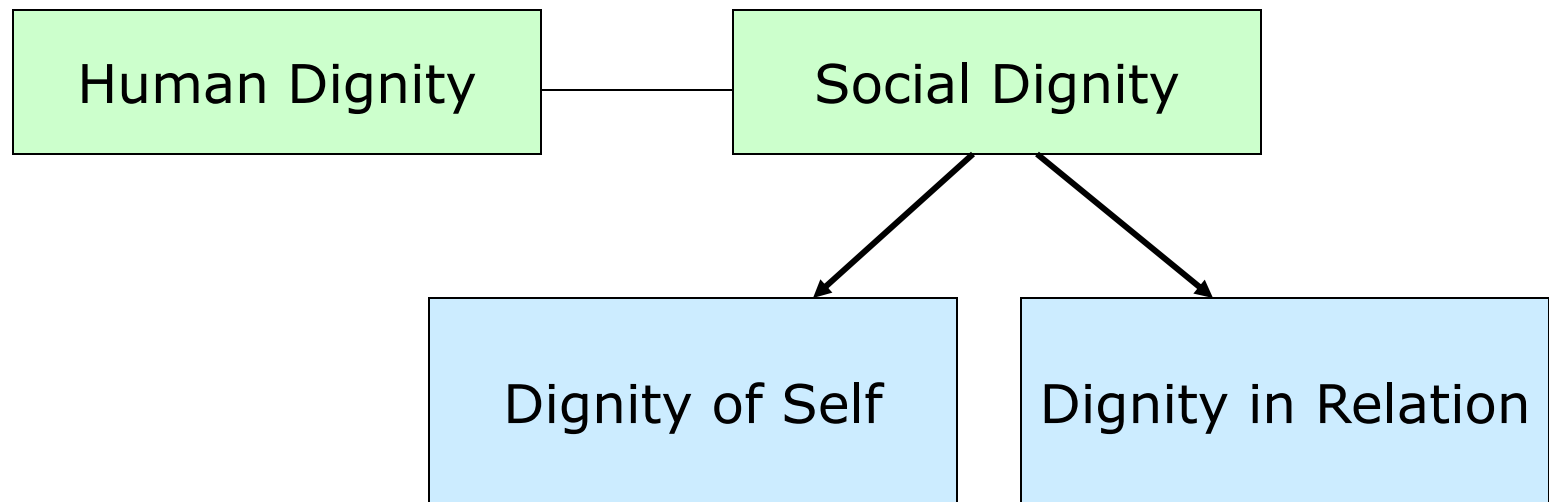 Human Dignity
Social Dignity
Dignity of Self
Dignity in Relation